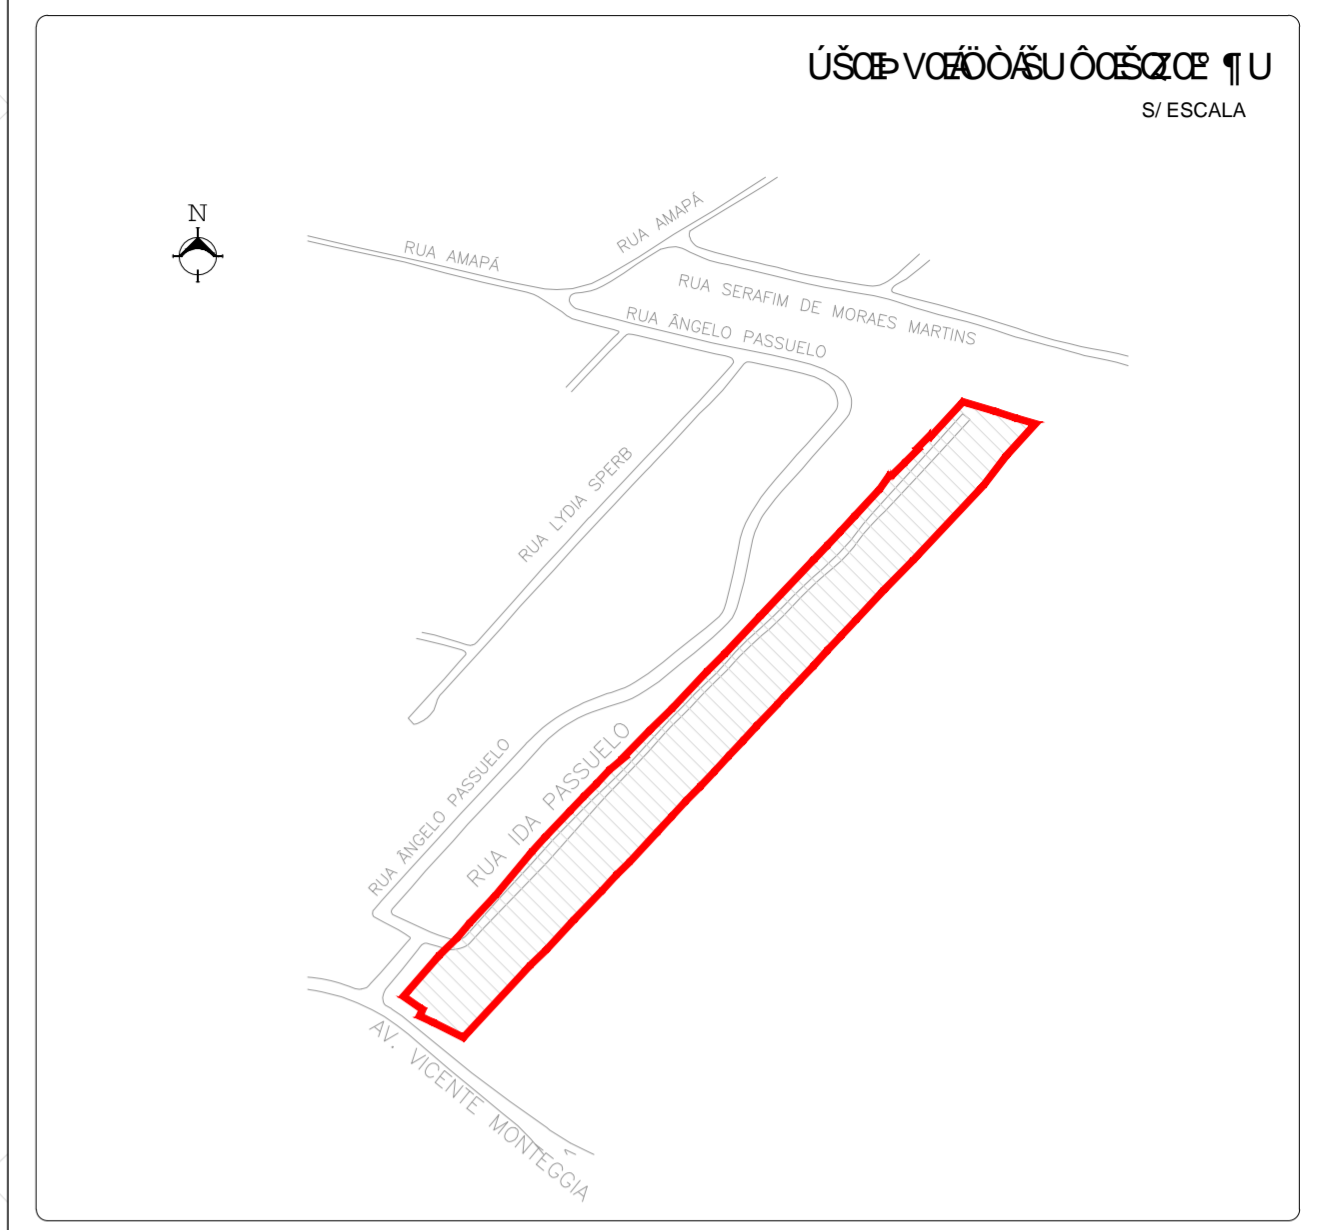 ÚŠŒÞVŒÁÖÒÁŠUÔŒŠQZŒº¶U
S/ ESCALA
N
RUA AMAPÁ
RUA AMAPÁ
RUA SERAFIM DE MORAES MARTINS
RUA ÂNGELO PASSUELO
RUA LYDIA SPERB
RUA IDA PASSUELO
RUA ÂNGELO PASSUELO
AV. VICENTE MONTEGGIA